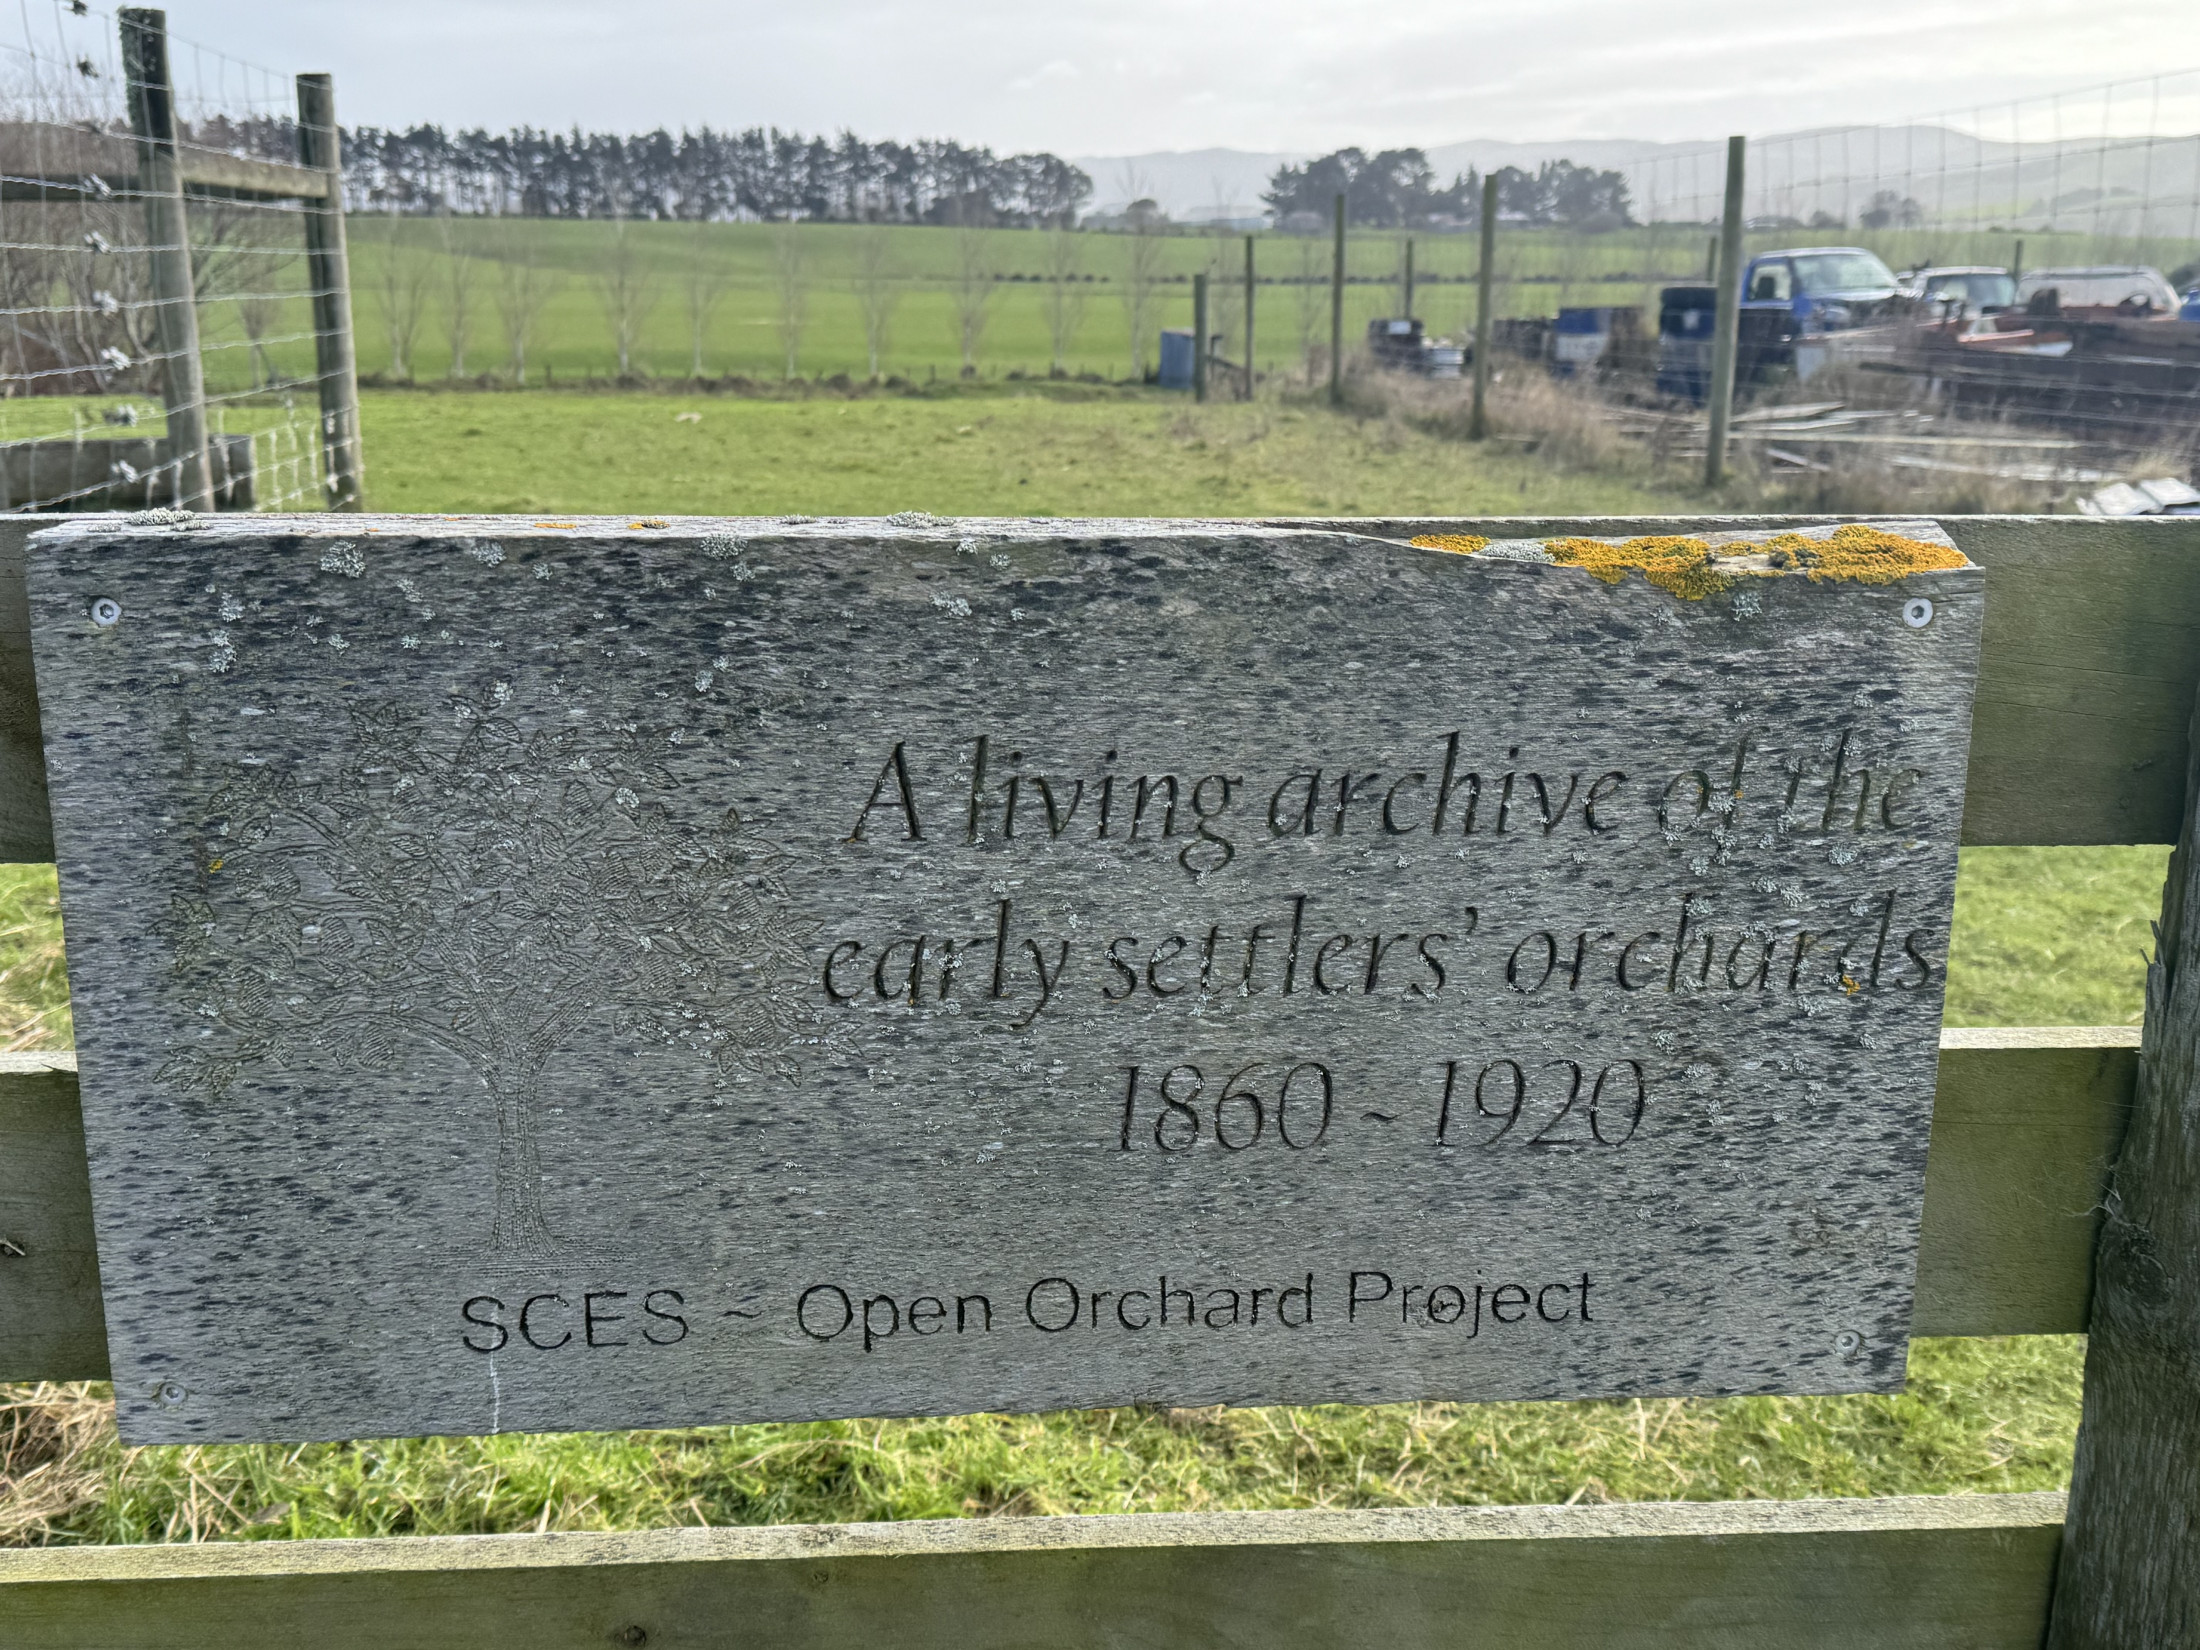 A living archive of the
early settlers' orchards
1860 ~ 1920
SCES ~ Open Orchard Project